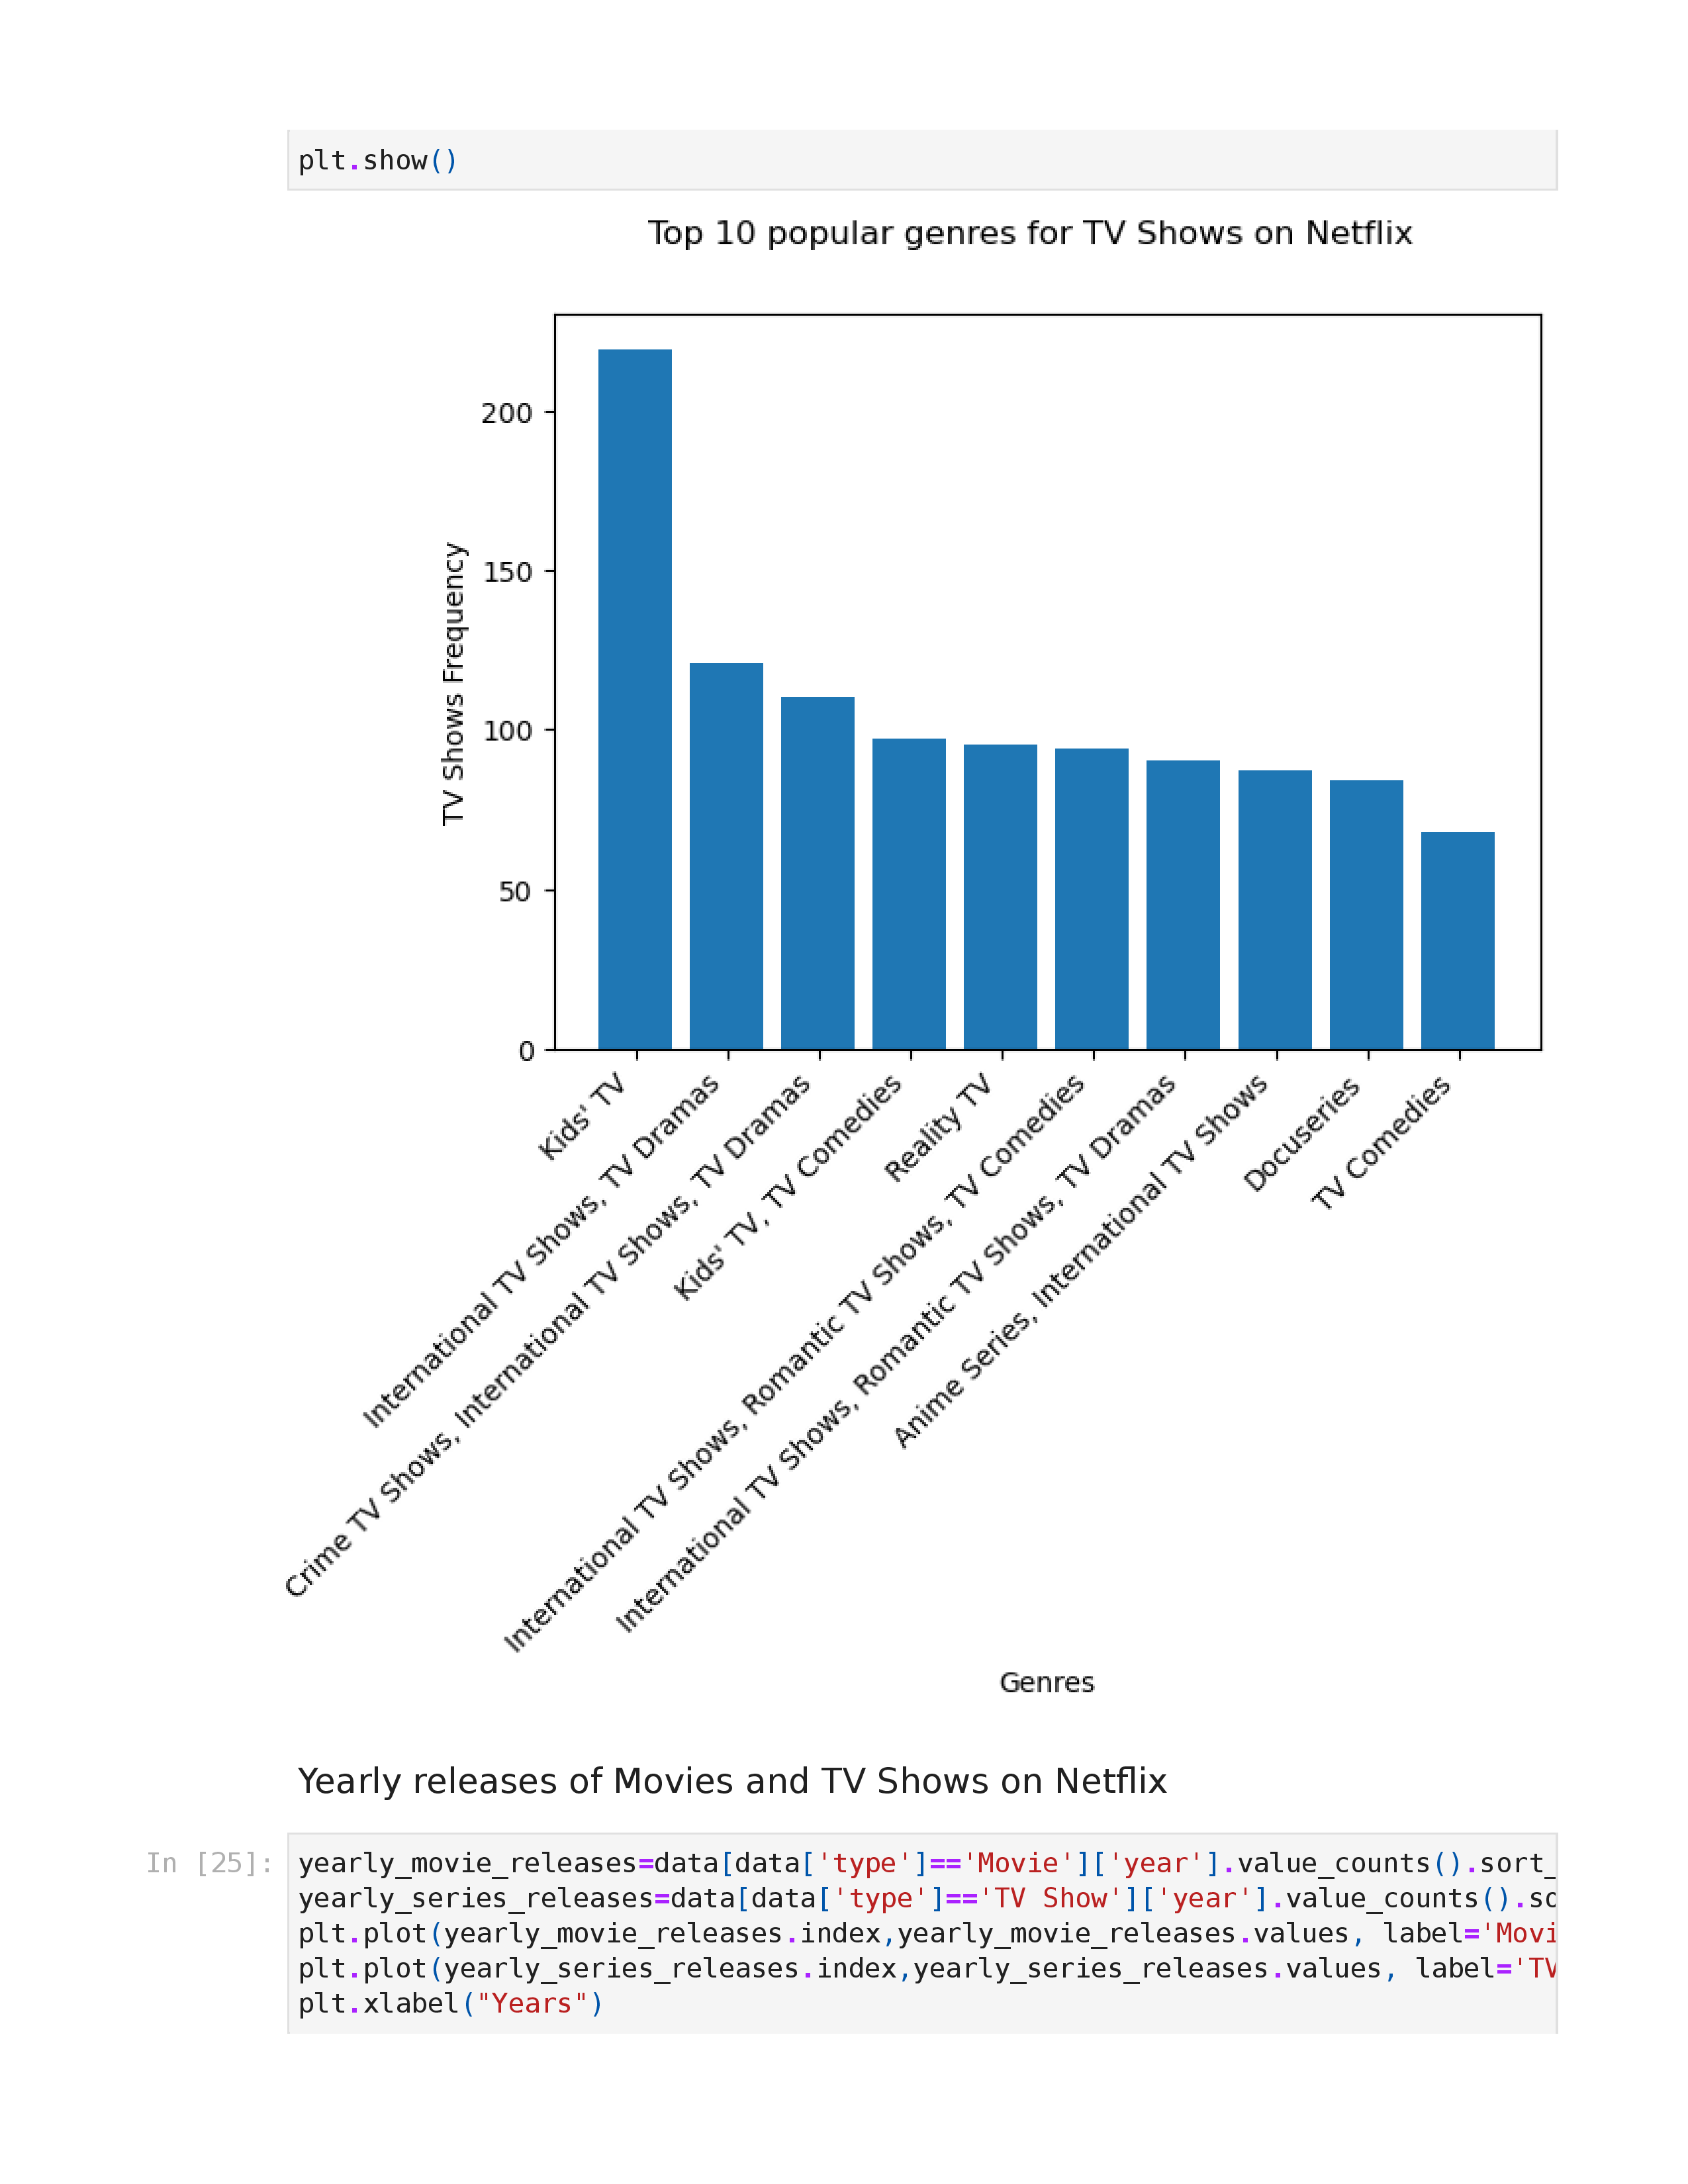 plt.show()
Top 10 popular genres for TV Shows on Netflix
200
150
100
50
0
TV Shows Frequency
Kids' TV
International TV Shows, TV Dramas
Crime TV Shows, International TV Shows, TV Dramas
Kids' TV, TV Comedies
Reality TV
International TV Shows, Romantic TV Shows, TV Comedies
International TV Shows, Romantic TV Shows, TV Dramas
Anime Series, International TV Shows
Docuseries
TV Comedies
Genres
Yearly releases of Movies and TV Shows on Netflix
In [25]:
yearly_movie_releases=data[data['type']=='Movie']['year'].value_counts().sort_
yearly_series_releases=data[data['type']=='TV Show']['year'].value_counts().so
plt.plot(yearly_movie_releases.index,yearly_movie_releases.values, label='Movi
plt.plot(yearly_series_releases.index,yearly_series_releases.values, label='TV
plt.xlabel("Years")